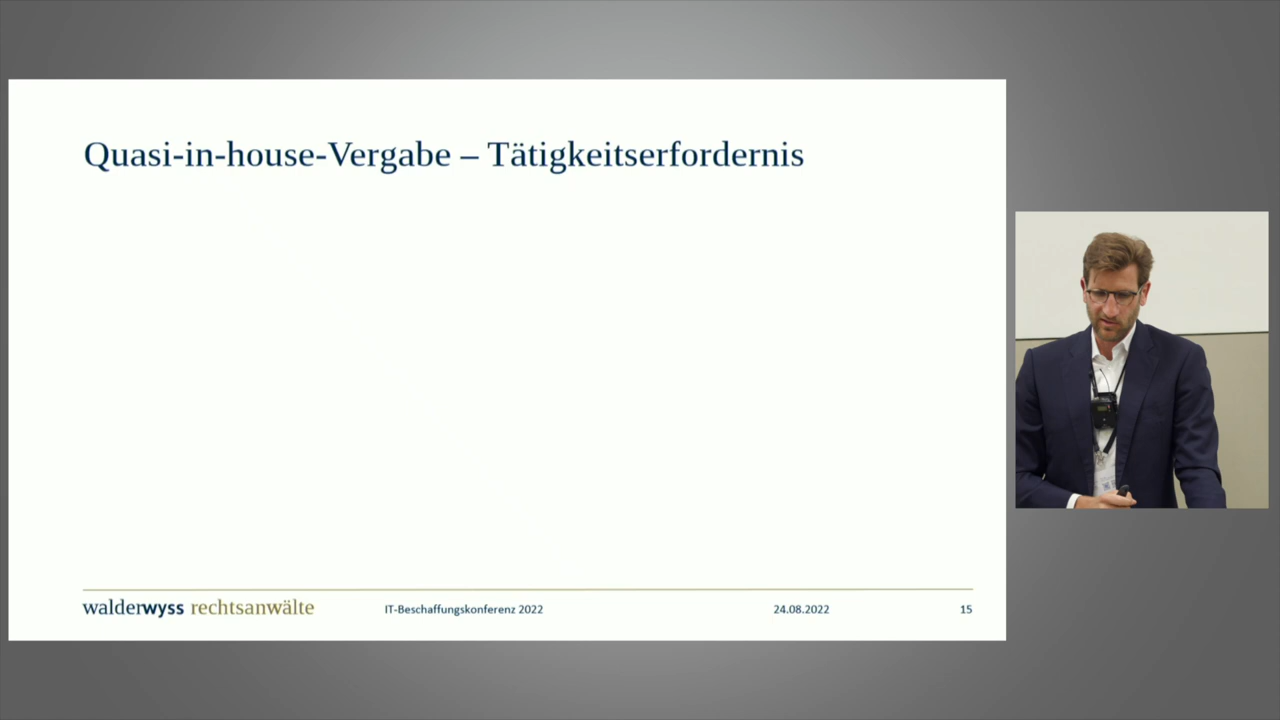 Quasi-in-house-Vergabe – Tätigkeitserfordernis
walderwyss rechtsanwälte IT-Beschaffungskonferenz 2022 24.08.2022 15